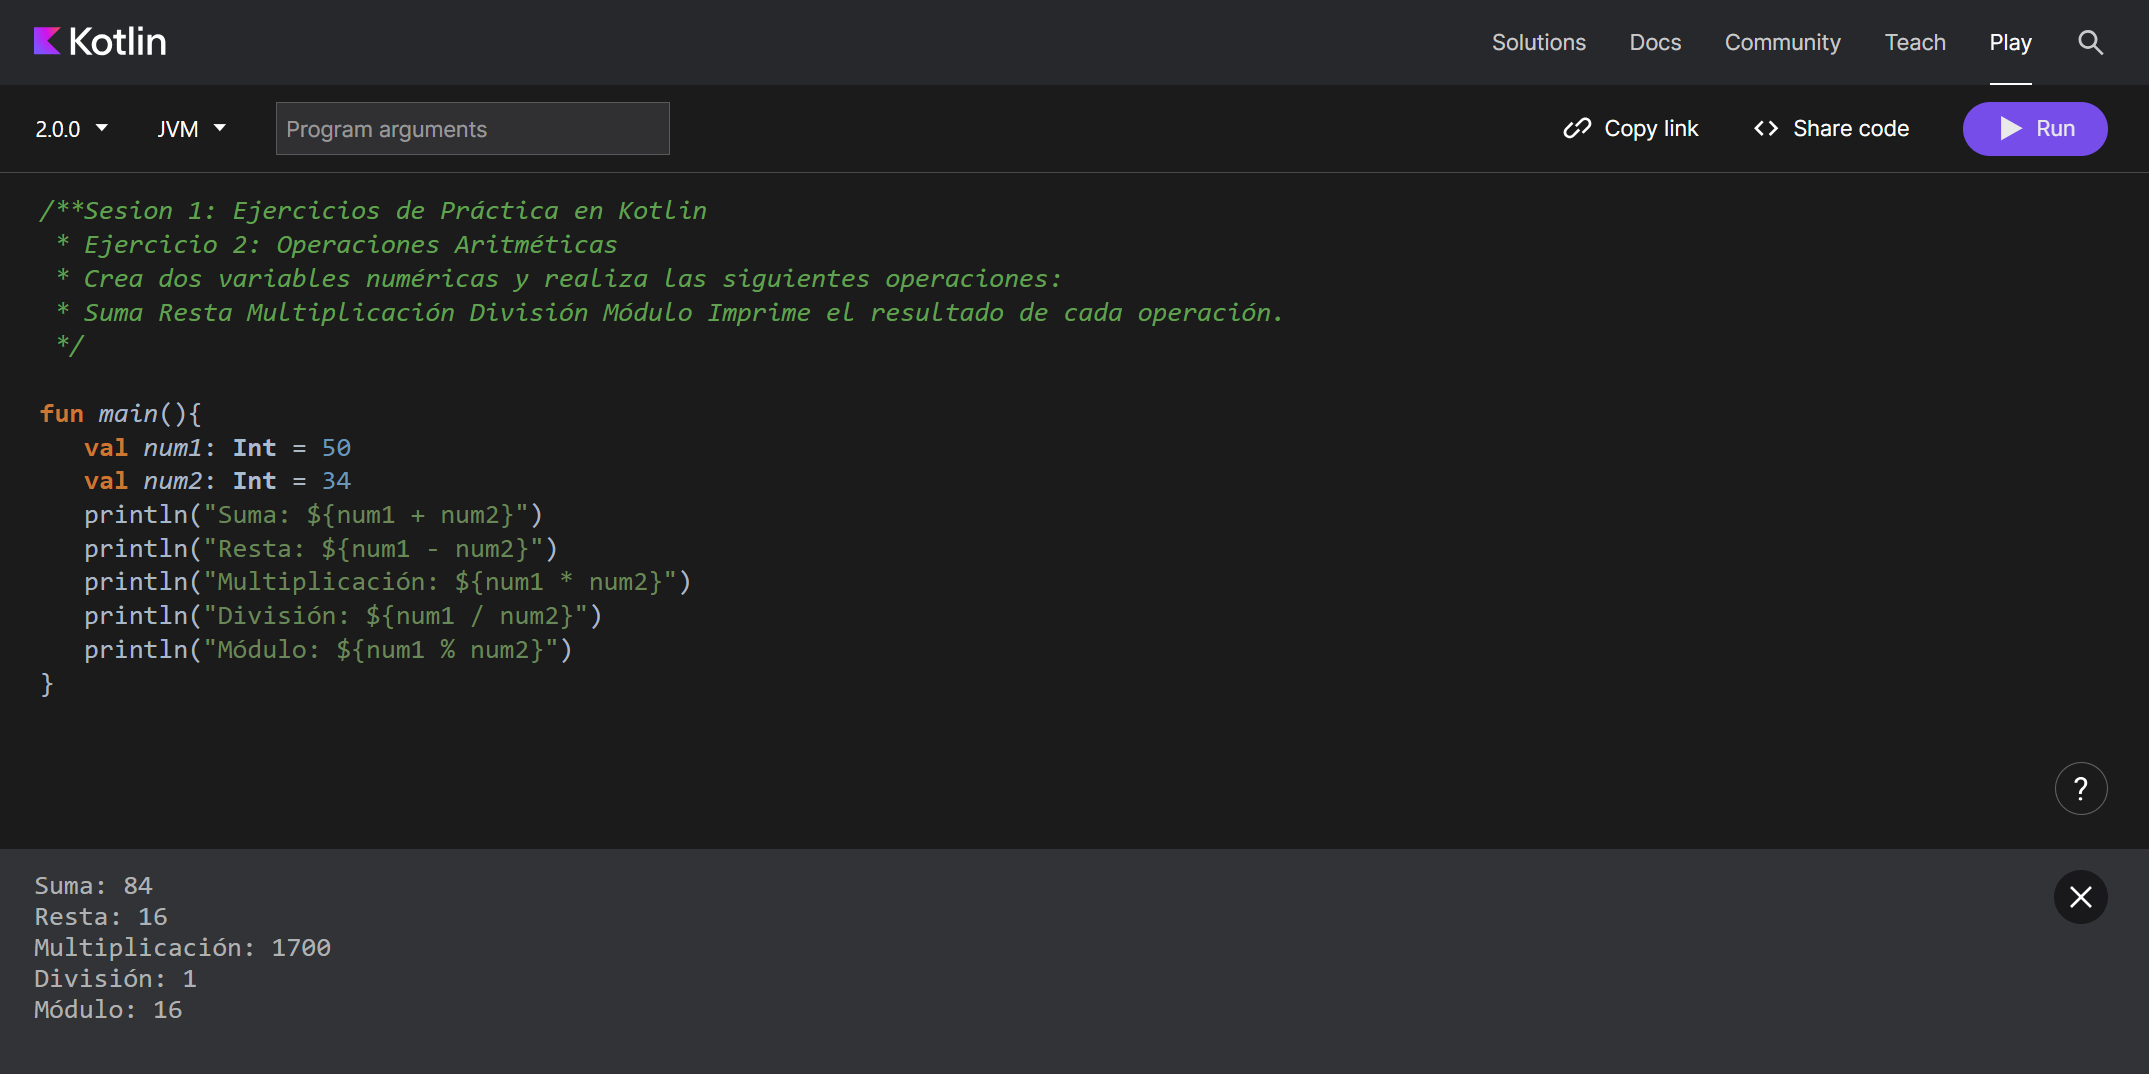 Kotlin
Solutions Docs Community Teach Play
2.0.0 JVM Program arguments Copy link <> Share code Run
/**Sesion 1: Ejercicios de Práctica en Kotlin
 * Ejercicio 2: Operaciones Aritméticas
 * Crea dos variables numéricas y realiza las siguientes operaciones:
 * Suma Resta Multiplicación División Módulo Imprime el resultado de cada operación.
 */
fun main(){
   val num1: Int = 50
   val num2: Int = 34
   println("Suma: ${num1 + num2}")
   println("Resta: ${num1 - num2}")
   println("Multiplicación: ${num1 * num2}")
   println("División: ${num1 / num2}")
   println("Módulo: ${num1 % num2}")
}
?
Suma: 84
Resta: 16
Multiplicación: 1700
División: 1
Módulo: 16